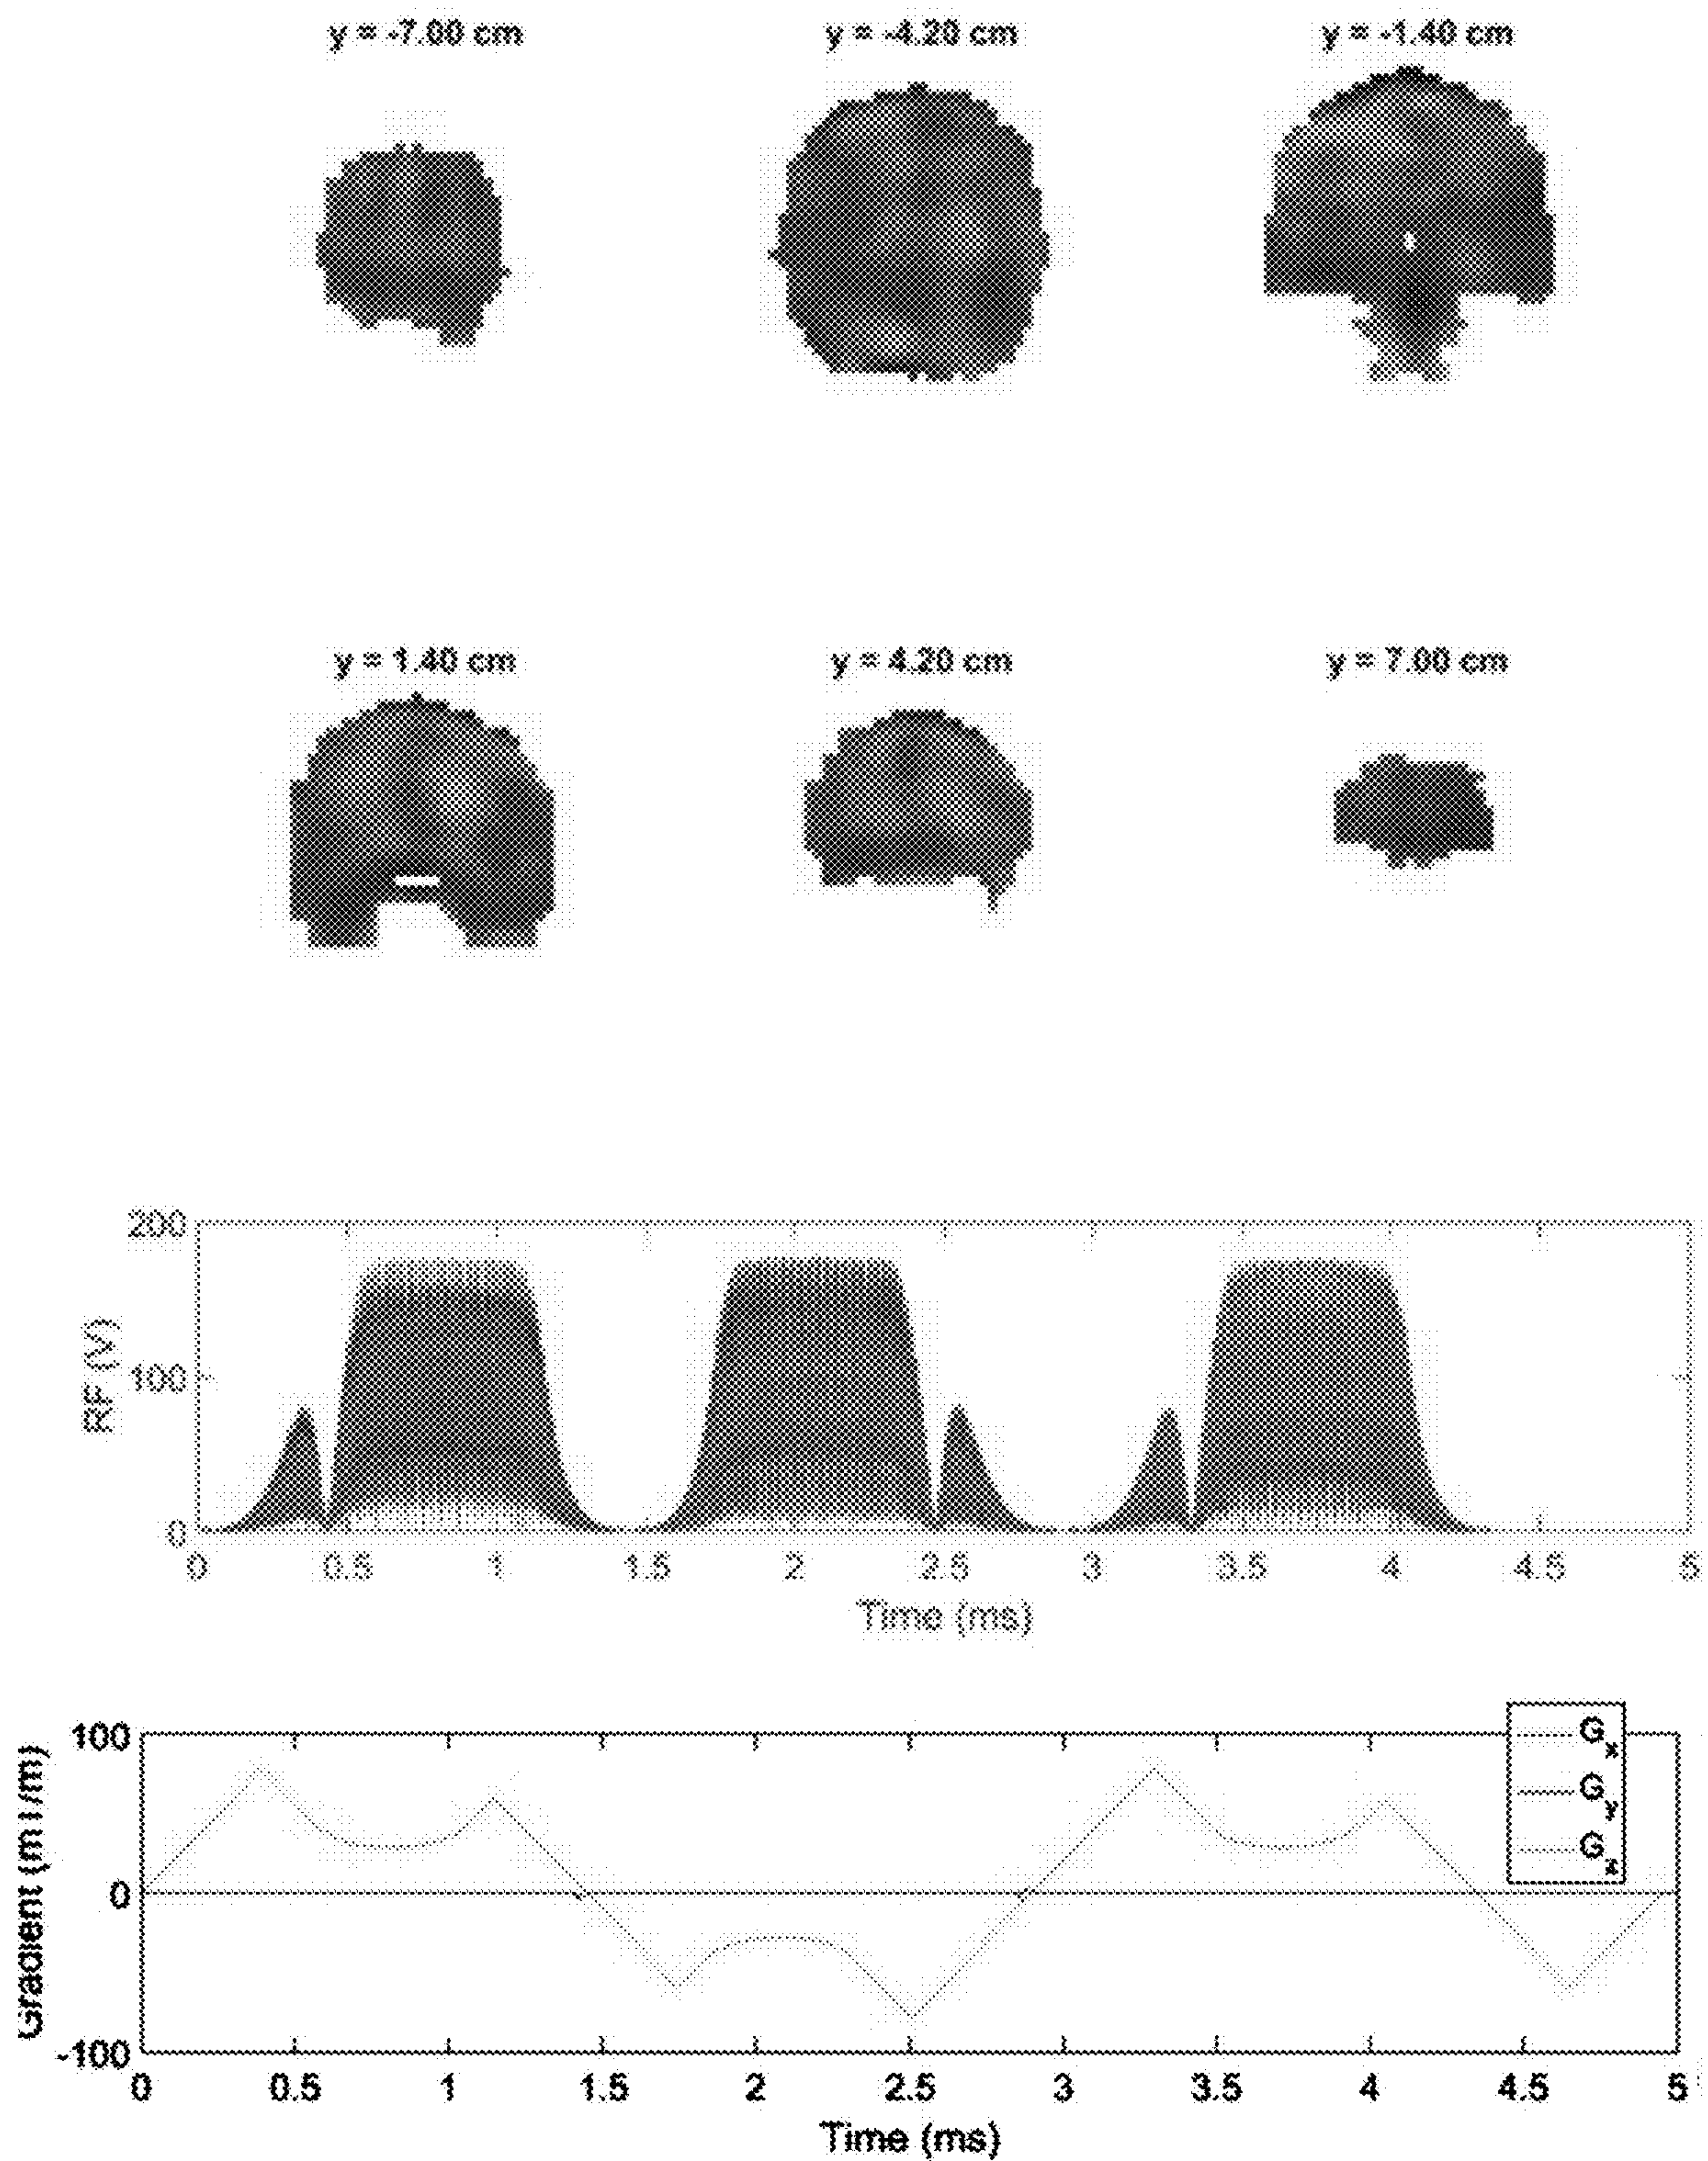 y = -7.00 cm y = -4.20 cm y = -1.40 cm
y = 1.40 cm y = 4.20 cm y = 7.00 cm
200
100
0
RF (V)
0 0.5 1 1.5 2 2.5 3 3.5 4 4.5 5
Time (ms)
100
0
-100
Gradient (mT/m)
Gx
GY
Gz
0 0.5 1 1.5 2 2.5 3 3.5 4 4.5 5
Time (ms)